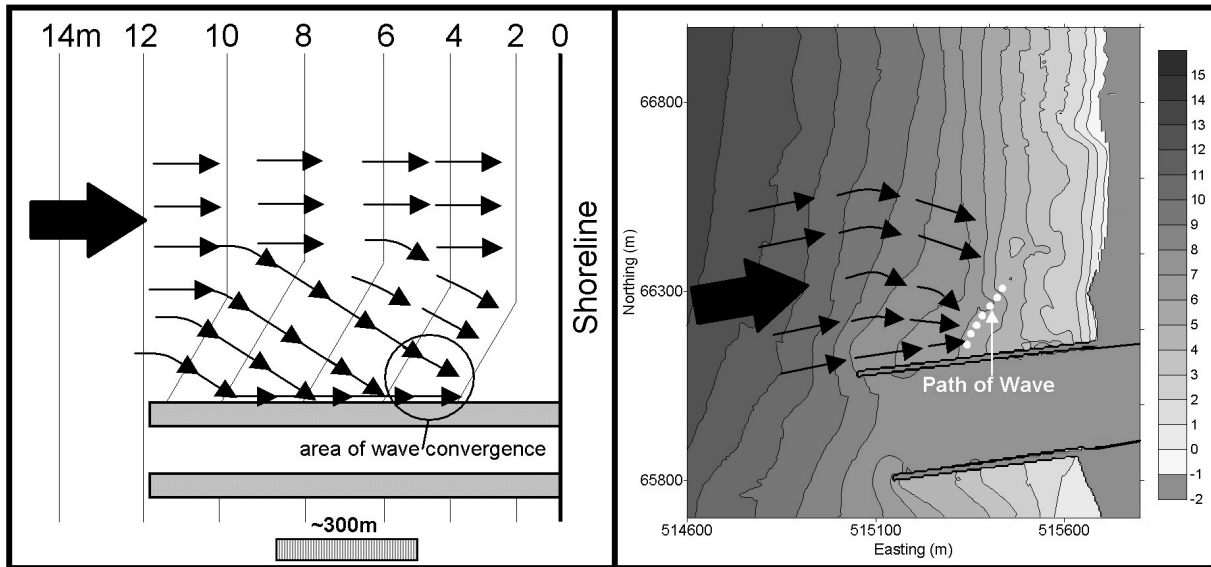 14m 12 10 8 6 4 2 0
Shoreline
area of wave convergence
~300m
66800
66300
65800
Northing (m)
514600 515100 515600
Easting (m)
Path of Wave
15
14
13
12
11
10
9
8
7
6
5
4
3
2
1
0
-1
-2